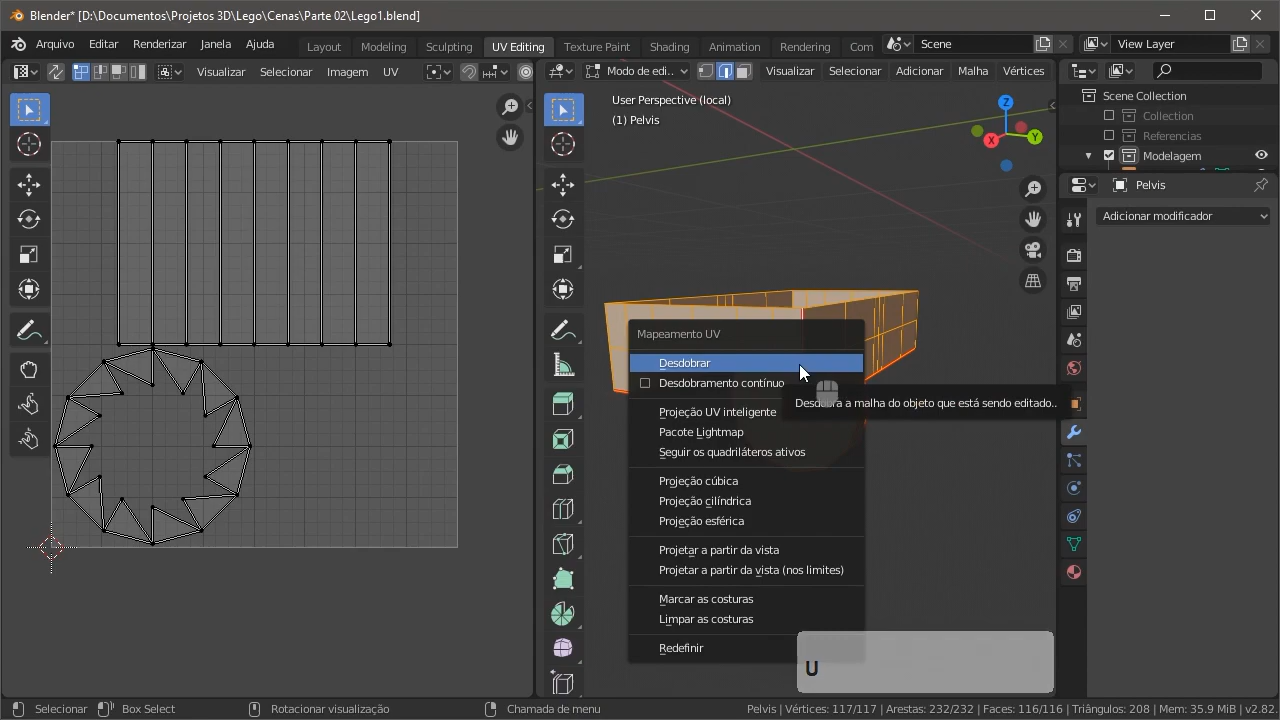 Blender* [D:\Documentos\Projetos 3D\Lego\Cenas\Parte 02\Lego1.blend]
Arquivo Editar Renderizar Janela Ajuda Layout Modeling Sculpting UV Editing Texture Paint Shading Animation Rendering Com Scene View Layer
Visualizar Selecionar Imagem UV Modo de edi.. Visualizar Selecionar Adicionar Malha Vértices
User Perspective (local)
(1) Pelvis
Z
X
Y
Scene Collection
Collection
Referencias
Modelagem
Pelvis
Adicionar modificador
Mapeamento UV
Desdobrar
Desdobramento contínuo
Desdobra a malha do objeto que está sendo editado..
Projeção UV inteligente
Pacote Lightmap
Seguir os quadriláteros ativos
Projeção cúbica
Projeção cilíndrica
Projeção esférica
Projetar a partir da vista
Projetar a partir da vista (nos limites)
Marcar as costuras
Limpar as costuras
Redefinir
U
Selecionar Box Select Rotacionar visualização Chamada de menu Pelvis | Vértices: 117/117 | Arestas: 232/232 | Faces: 116/116 | Triângulos: 208 | Mem: 35.9 MiB | v2.82